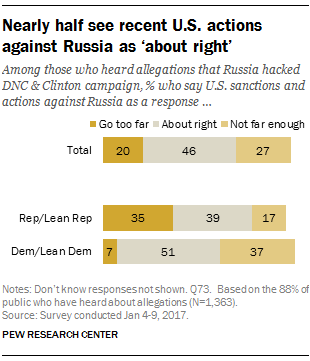 Nearly half see recent U.S. actions
against Russia as ‘about right’
Among those who heard allegations that Russia hacked
DNC & Clinton campaign, % who say U.S. sanctions and
actions against Russia as a response ...
Go too far About right Not far enough
Total 20 46 27
Rep/Lean Rep 35 39 17
Dem/Lean Dem 7 51 37
Notes: Don’t know responses not shown. Q73. Based on the 88% of
public who have heard about allegations (N=1,363).
Source: Survey conducted Jan 4-9, 2017.
PEW RESEARCH CENTER